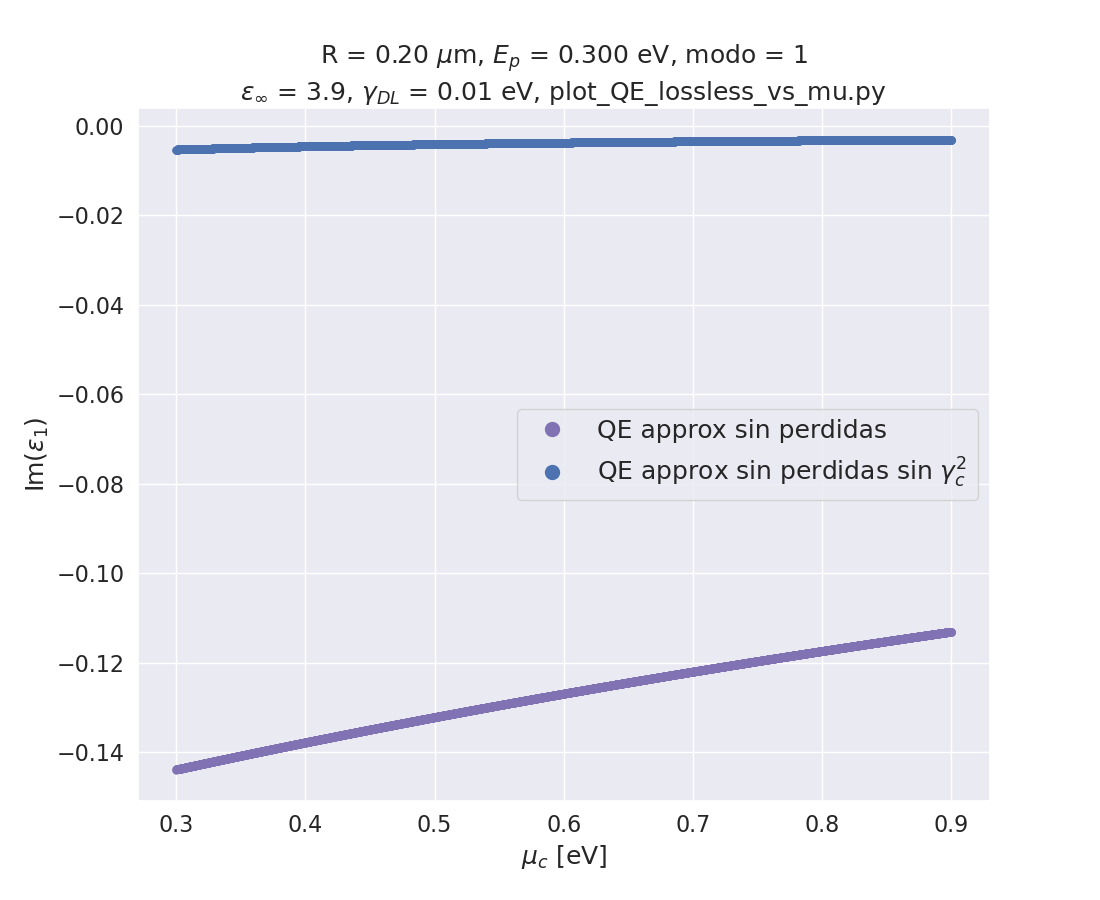 R = 0.20 μm, E_p = 0.300 eV, modo = 1
ε_∞ = 3.9, γ_DL = 0.01 eV, plot_QE_lossless_vs_mu.py
0.00
−0.02
−0.04
−0.06
−0.08
−0.10
−0.12
−0.14
Im(ε₁)
QE approx sin perdidas
QE approx sin perdidas sin γ_c^2
0.3 0.4 0.5 0.6 0.7 0.8 0.9
μ_c [eV]